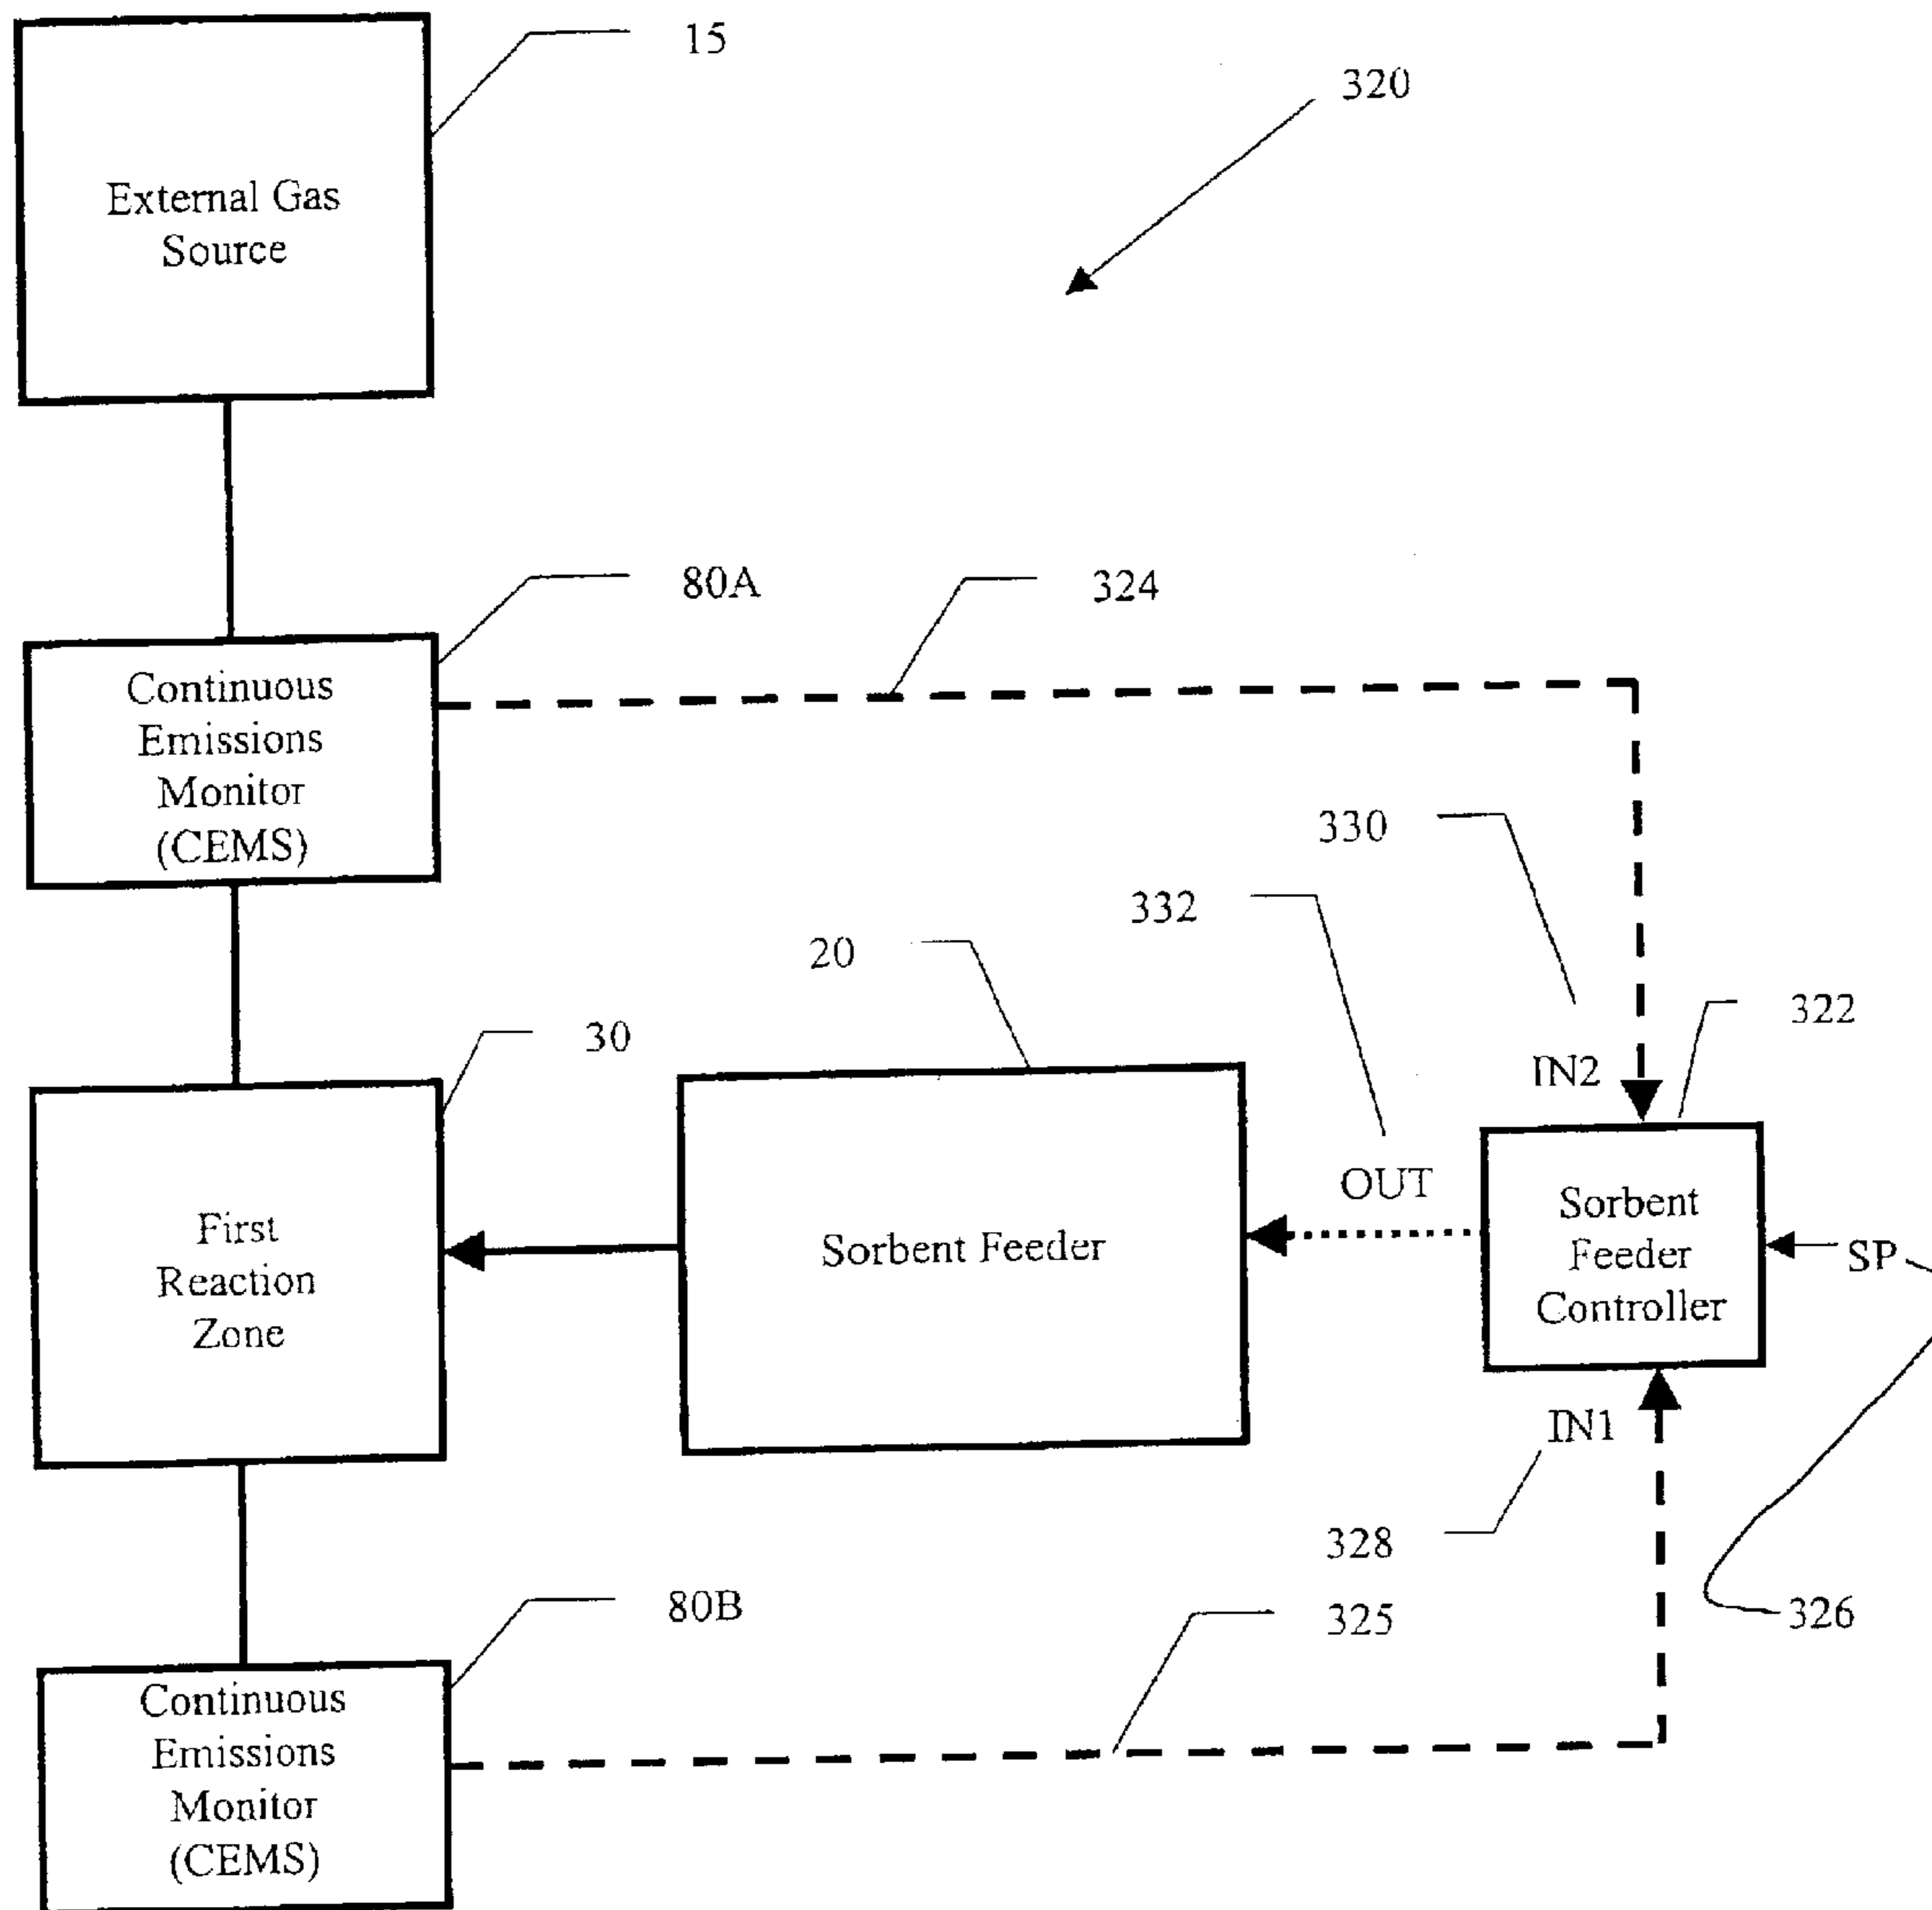 15
320
External Gas
Source
80A
324
Continuous
Emissions
Monitor
(CEMS)
330
332
20
322
30
IN2
OUT
First
Reaction
Zone
Sorbent Feeder
Sorbent
Feeder
Controller
SP
IN1
328
80B
325
326
Continuous
Emissions
Monitor
(CEMS)